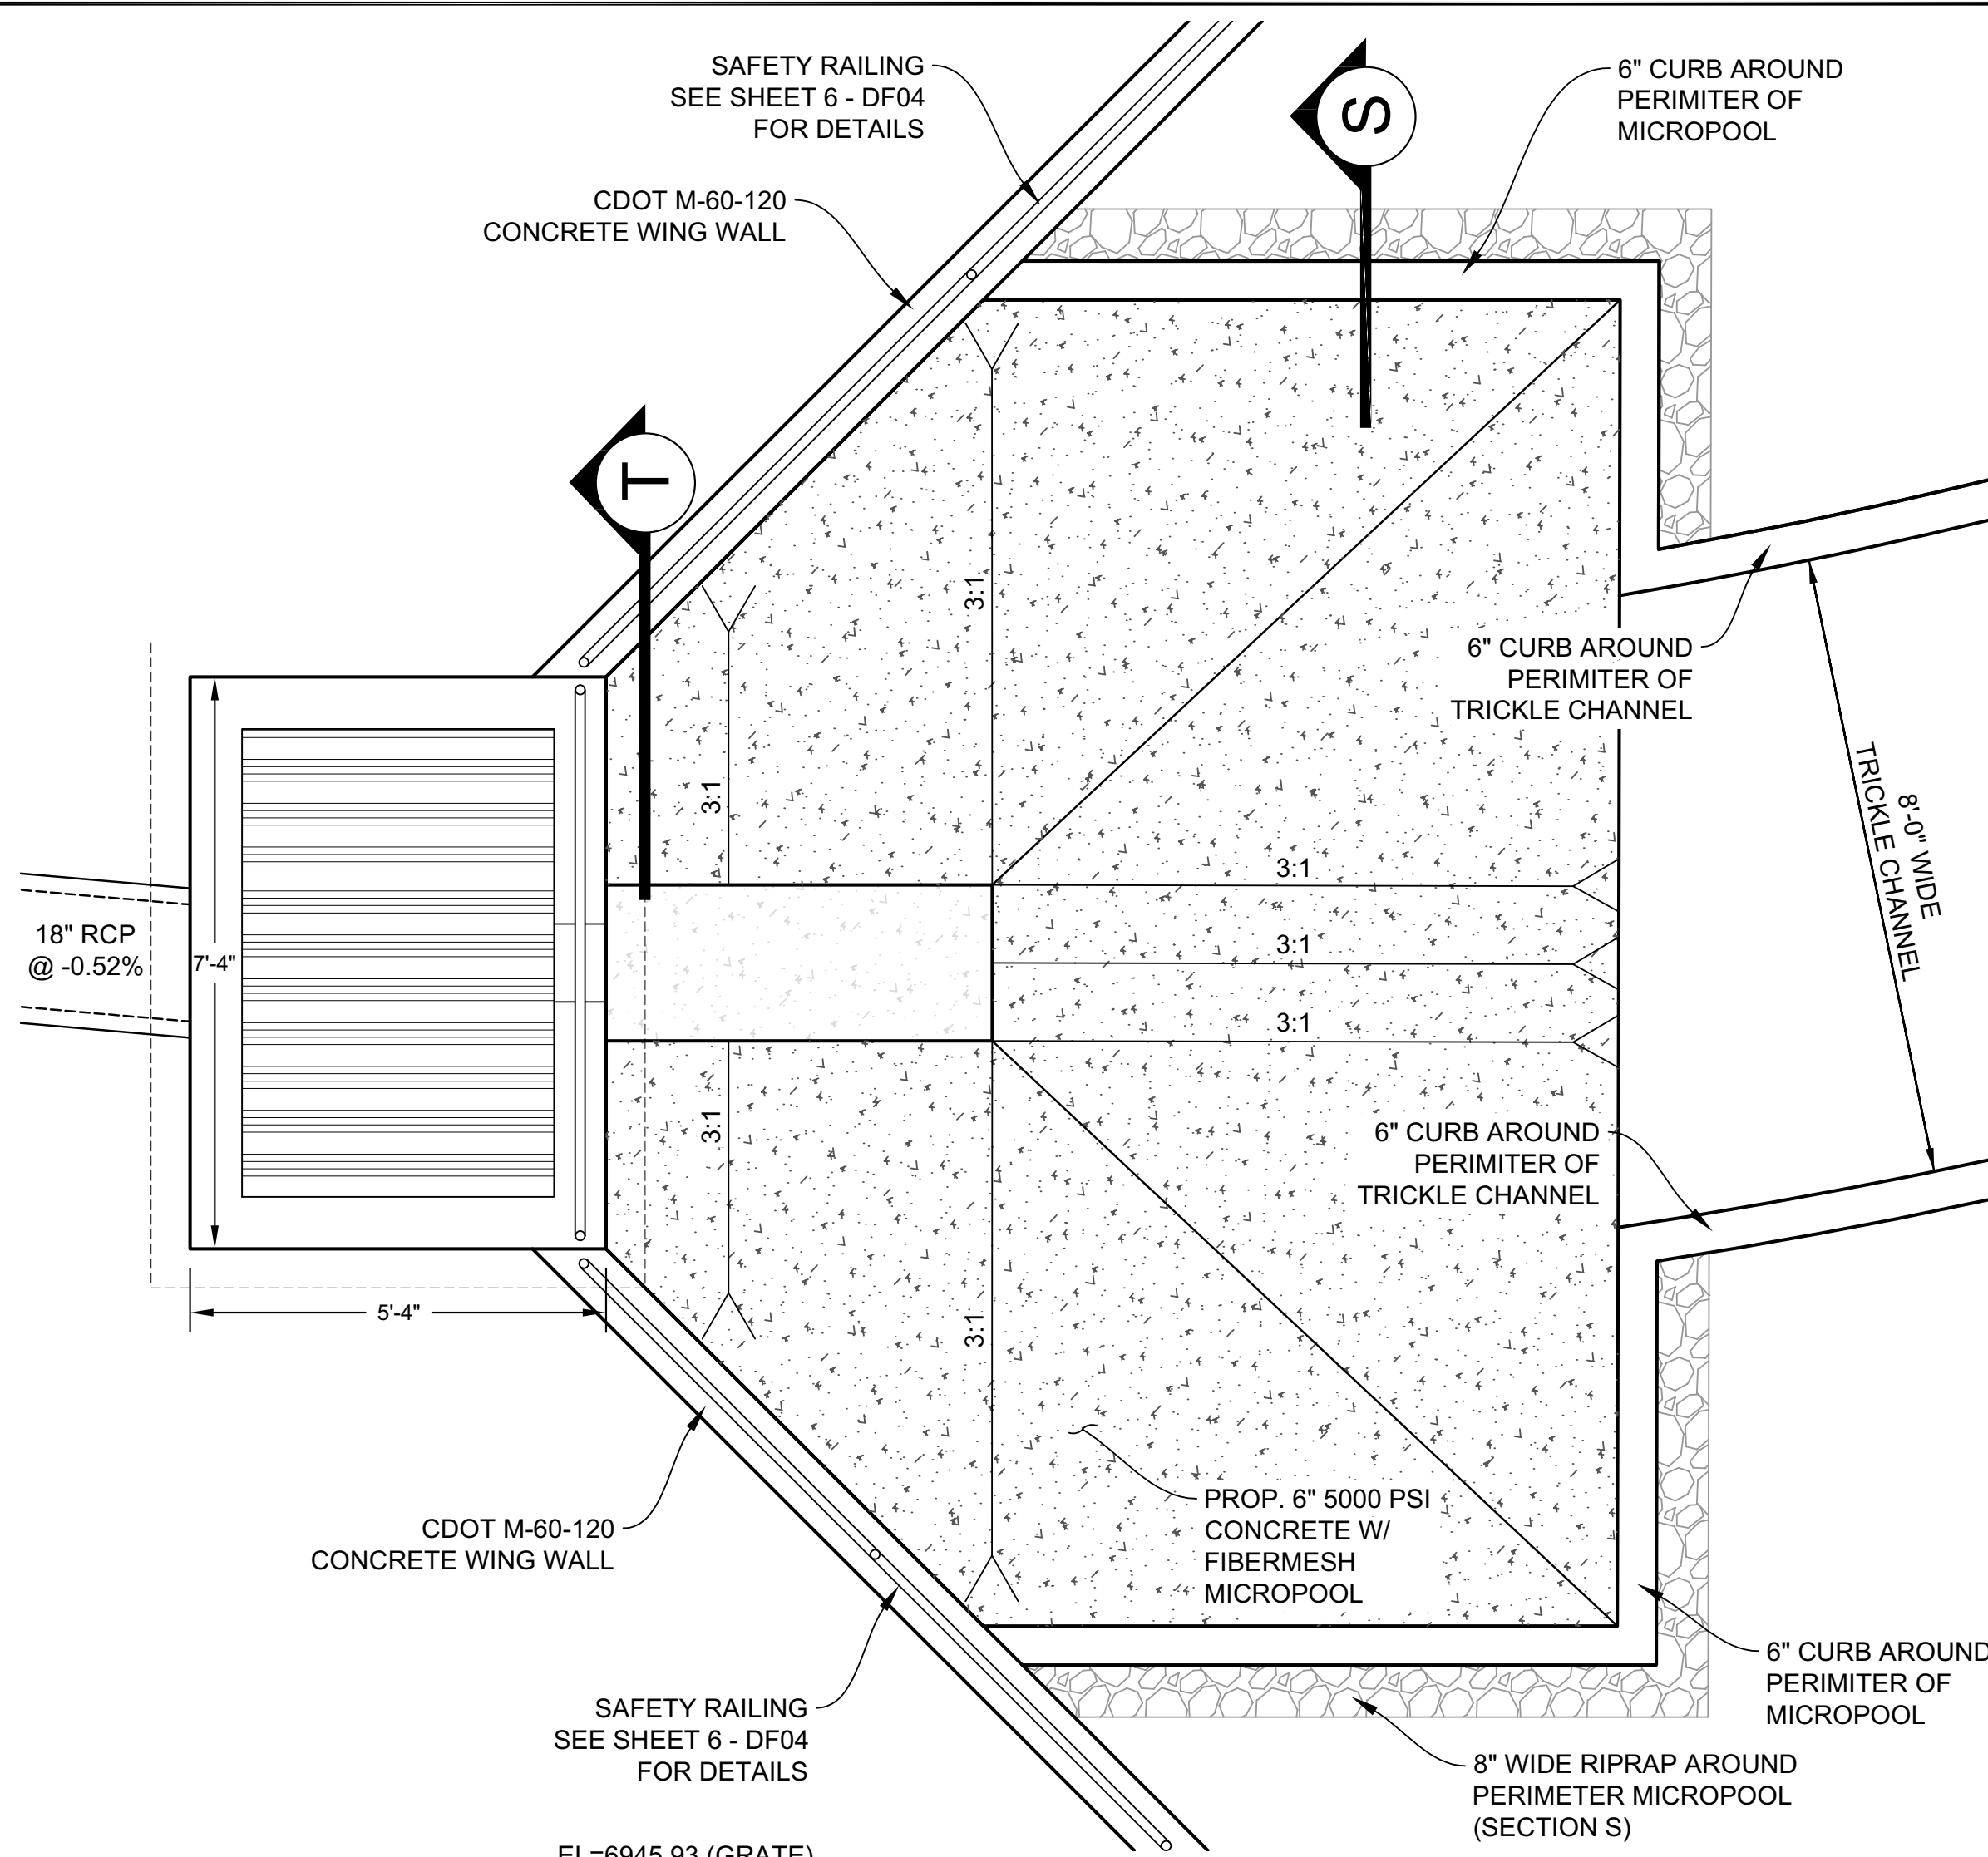 SAFETY RAILING
SEE SHEET 6 - DF04
FOR DETAILS
6" CURB AROUND
PERIMITER OF
MICROPOOL
S
CDOT M-60-120
CONCRETE WING WALL
T
3:1
6" CURB AROUND
PERIMITER OF
TRICKLE CHANNEL
3:1
8'-0" WIDE
TRICKLE CHANNEL
3:1
18" RCP
@ -0.52%
7'-4"
3:1
3:1
3:1
6" CURB AROUND
PERIMITER OF
TRICKLE CHANNEL
5'-4"
3:1
PROP. 6" 5000 PSI
CONCRETE W/
FIBERMESH
MICROPOOL
CDOT M-60-120
CONCRETE WING WALL
6" CURB AROUND
PERIMITER OF
MICROPOOL
SAFETY RAILING
SEE SHEET 6 - DF04
FOR DETAILS
8" WIDE RIPRAP AROUND
PERIMETER MICROPOOL
(SECTION S)
EL=6945.93 (GRATE)